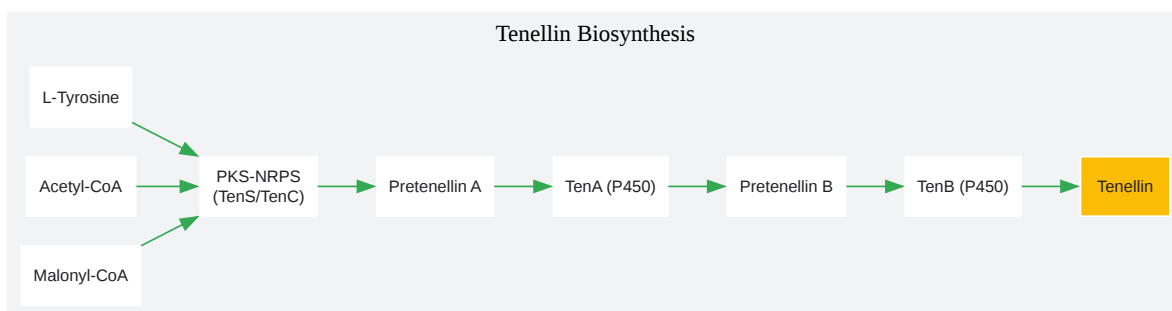 Tenellin Biosynthesis
L-Tyrosine
Acetyl-CoA
Malonyl-CoA
PKS-NRPS
(TenS/TenC)
Pretenellin A
TenA (P450)
Pretenellin B
TenB (P450)
Tenellin